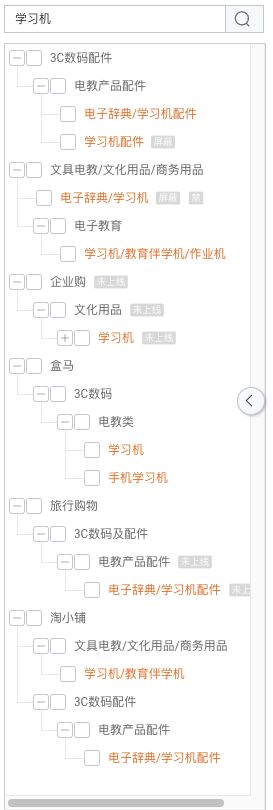 学习机
3C数码配件
电教产品配件
电子辞典/学习机配件
学习机配件 屏蔽
文具电教/文化用品/商务用品
电子辞典/学习机 屏蔽 禁
电子教育
学习机/教育伴学机/作业机
企业购 未上线
文化用品 未上线
学习机 未上线
盒马
3C数码
电教类
学习机
手机学习机
旅行购物
3C数码及配件
电教产品配件 未上线
电子辞典/学习机配件 未上
淘小铺
文具电教/文化用品/商务用品
学习机/教育伴学机
3C数码配件
电教产品配件
电子辞典/学习机配件